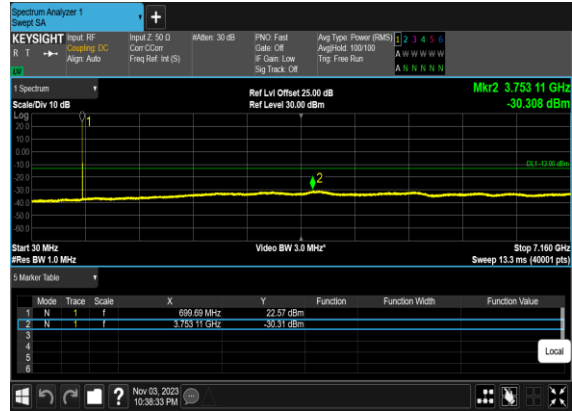 Spectrum Analyzer 1
Swept SA
+
KEYSIGHT Input: RF Input Z: 50 Ω #Atten: 30 dB PNO: Fast Avg Type: Power (RMS) 1 2 3 4 5 6
R T Coupling: DC Corr CCorr Gate: Off Avg|Hold: 100/100 A W W W W W
Align: Auto Freq Ref: Int (S) IF Gain: Low Trig: Free Run
Sig Track: Off A N N N N N
1 Spectrum
Ref Lvl Offset 25.00 dB Mkr2 3.753 11 GHz
Scale/Div 10 dB Ref Level 30.00 dBm -30.308 dBm
Log
1
20.0
10.0
0.00
-10.0
DL1 -13.00 dBm
-20.0
2
-30.0
-40.0
-50.0
-60.0
Start 30 MHz Video BW 3.0 MHz* Stop 7.160 GHz
#Res BW 1.0 MHz Sweep 13.3 ms (40001 pts)
5 Marker Table
Mode Trace Scale X Y Function Function Width Function Value
1 N 1 f 699.69 MHz 22.57 dBm
2 N 1 f 3.753 11 GHz -30.31 dBm
3
4
5
6
Local
? Nov 03, 2023
10:38:33 PM